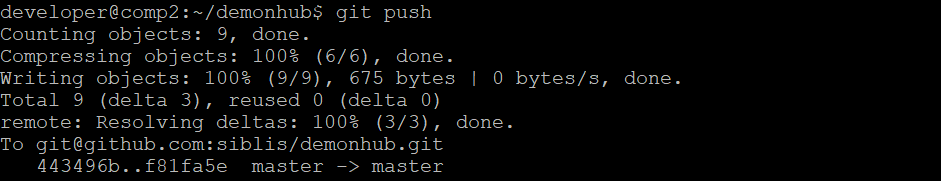 developer@comp2:~/demonhub$ git push
Counting objects: 9, done.
Compressing objects: 100% (6/6), done.
Writing objects: 100% (9/9), 675 bytes | 0 bytes/s, done.
Total 9 (delta 3), reused 0 (delta 0)
remote: Resolving deltas: 100% (3/3), done.
To git@github.com:siblis/demonhub.git
   443496b..f81fa5e  master -> master